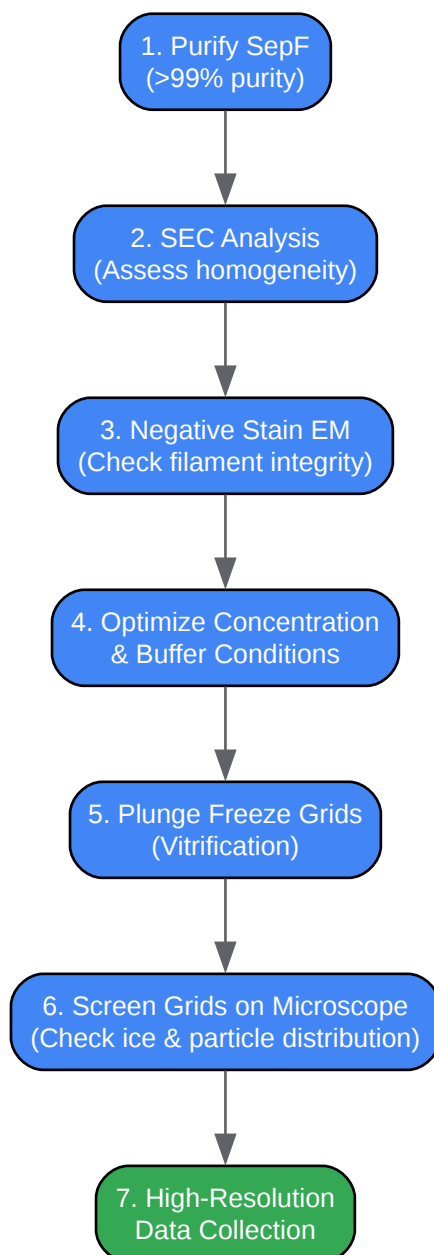 1. Purify SepF
(>99% purity)
2. SEC Analysis
(Assess homogeneity)
3. Negative Stain EM
(Check filament integrity)
4. Optimize Concentration
& Buffer Conditions
5. Plunge Freeze Grids
(Vitrification)
6. Screen Grids on Microscope
(Check ice & particle distribution)
7. High-Resolution
Data Collection